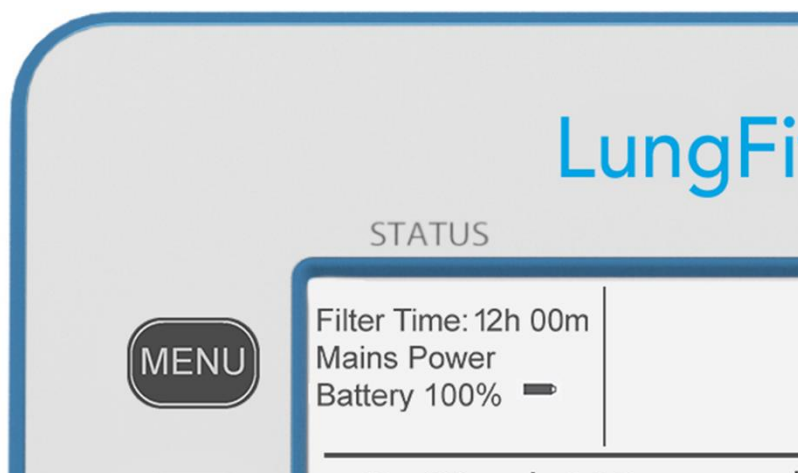 LungFi
STATUS
Filter Time: 12h 00m
MENU
Mains Power
Battery 100%